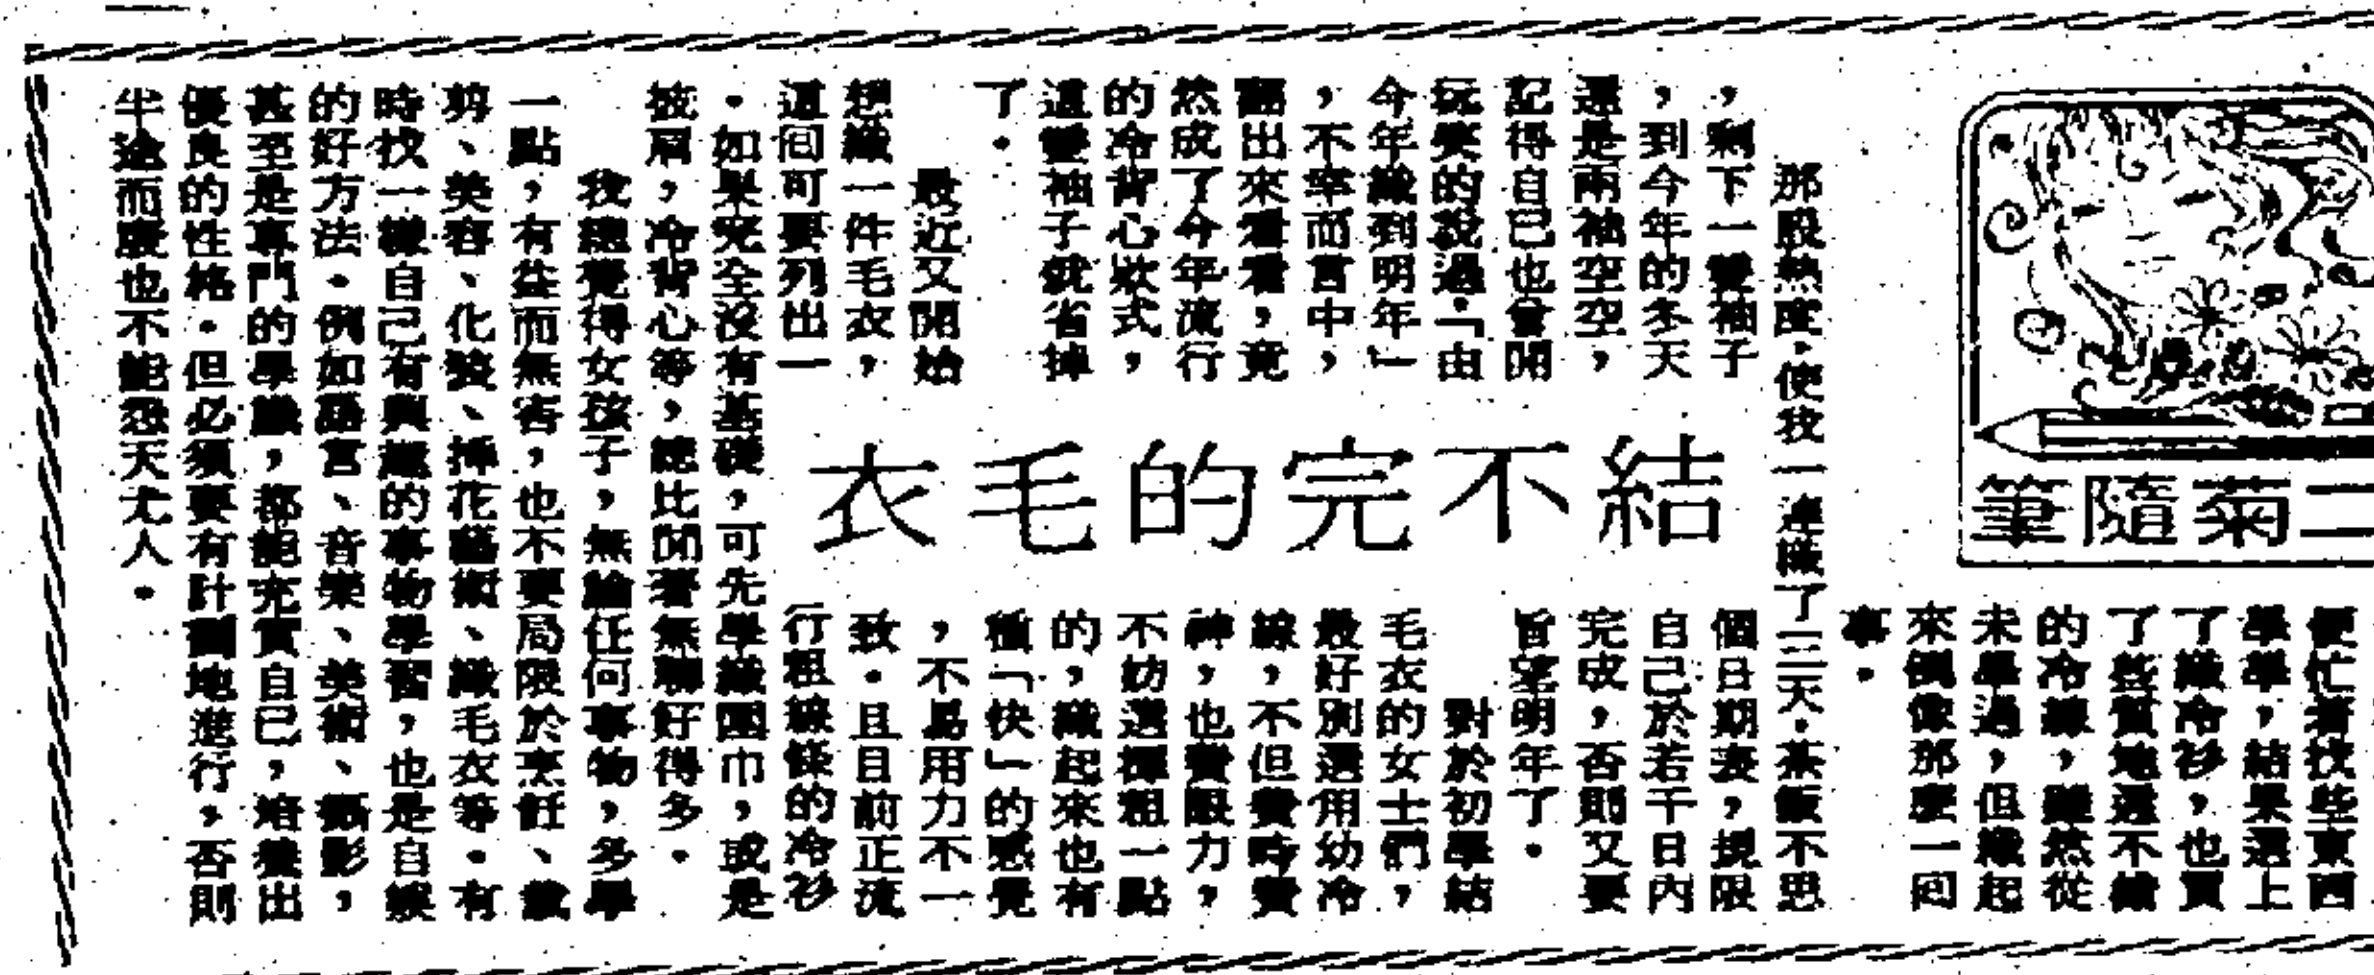 二菊隨筆
結不完的毛衣
便忙著找些東西
學學，結果選上
了織冷衫，也買
了些質地還不錯
的冷線，雖然從
未學過，但織起
來倒像那麼一回
事。
那股熱度，使我一連織了三天，茶飯不思
，剩下一雙袖子
，到今年的冬天
還是兩袖空空，
記得自己也曾開
玩笑的說過：「由
今年織到明年」
，不幸而言中，
翻出來看看，竟
然成了今年流行
的冷背心款式，
這雙袖子就省掉
了。
最近又開始
想織一件毛衣，
這回可要列出一
個日期表，規限
自己於若干日內
完成，否則又要
旨望明年了。
對於初學結
毛衣的女士們，
最好別選用幼冷
線，不但費時費
神，也費眼力，
不妨選擇粗一點
的，織起來也有
種「快」的感覺
，不易用力不一
致。且目前正流
行粗線條的冷衫
。如果完全沒有基礎，可先學織圍巾，或是
披肩，冷背心等，總比閒著無聊好得多。
我總覺得女孩子，無論任何事物，多學
一點，有益而無害，也不要局限於烹飪、裁
剪、美容、化裝、插花藝術、織毛衣等。有
時找一樣自己有興趣的事物學習，也是自娛
的好方法。例如語言、音樂、美術、攝影，
甚至是專門的學識，都能充實自己，培養出
優良的性格。但必須要有計劃地進行，否則
半途而廢也不能怨天尤人。